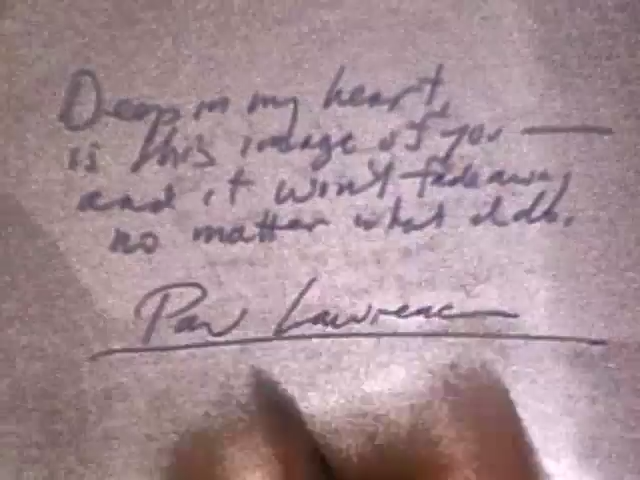 Deep in my heart,
is this image of you —
and it won't fade away
no matter what I do.
Lawrence